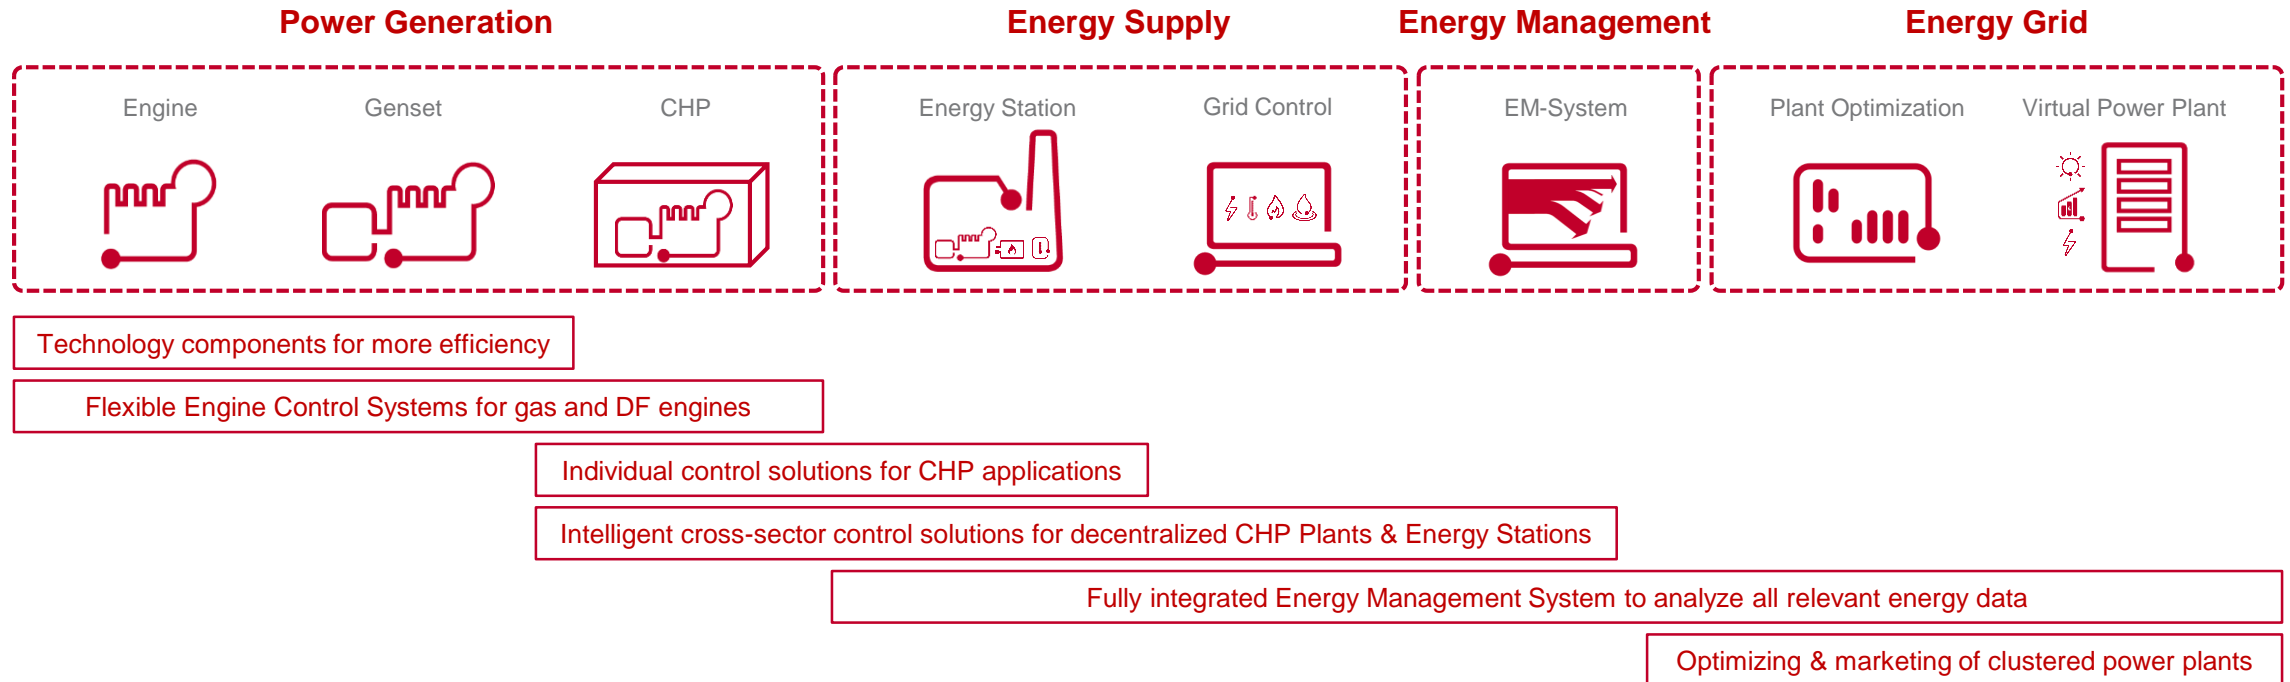 Power Generation
Energy Supply
Energy Management
Energy Grid
Engine
Genset
CHP
Energy Station
Grid Control
EM-System
Plant Optimization
Virtual Power Plant
Technology components for more efficiency
Flexible Engine Control Systems for gas and DF engines
Individual control solutions for CHP applications
Intelligent cross-sector control solutions for decentralized CHP Plants & Energy Stations
Fully integrated Energy Management System to analyze all relevant energy data
Optimizing & marketing of clustered power plants